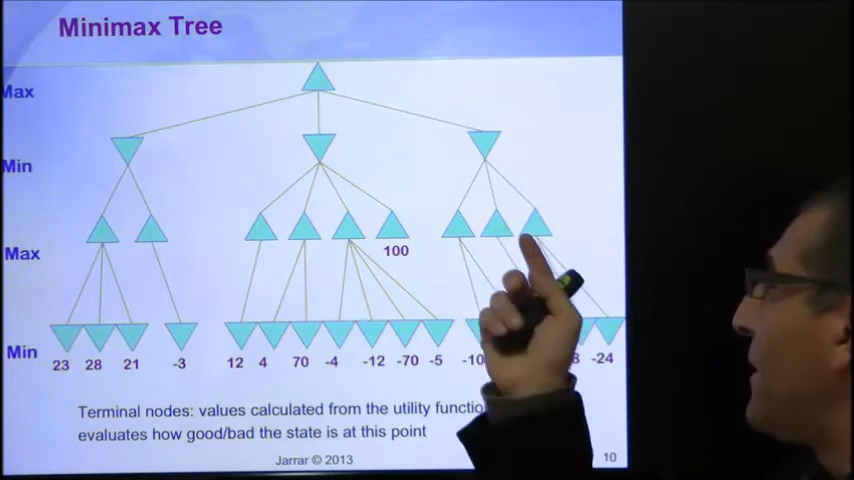 Minimax Tree
Max
Min
Max
100
Min
23 28 21 -3 12 4 70 -4 -12 -70 -5 -24
Terminal nodes: values calculated from the utility
evaluates how good/bad the state is at this point
Jarrar © 2013
10